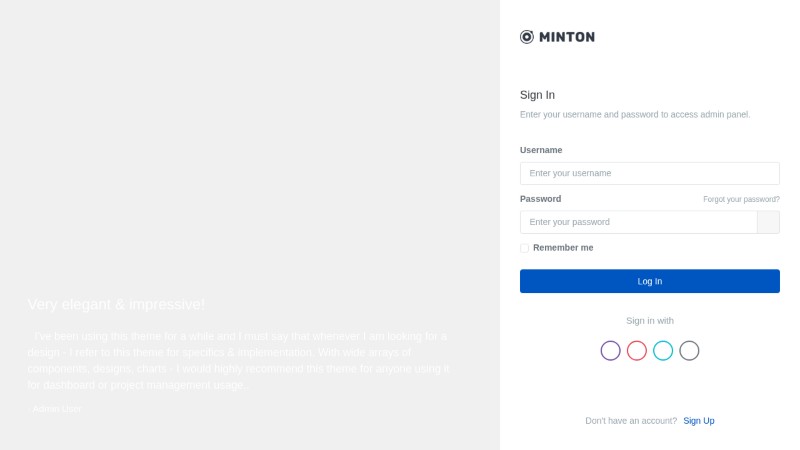 MINTON
Sign In
Enter your username and password to access admin panel.
Username
Enter your username
Password
Forgot your password?
Enter your password
Remember me
Log In
Sign in with
Don't have an account? Sign Up
Very elegant & impressive!
I've been using this theme for a while and I must say that whenever I am looking for a
design - I refer to this theme for specifics & implementation. With wide arrays of
components, designs, charts - I would highly recommend this theme for anyone using it
for dashboard or project management usage.